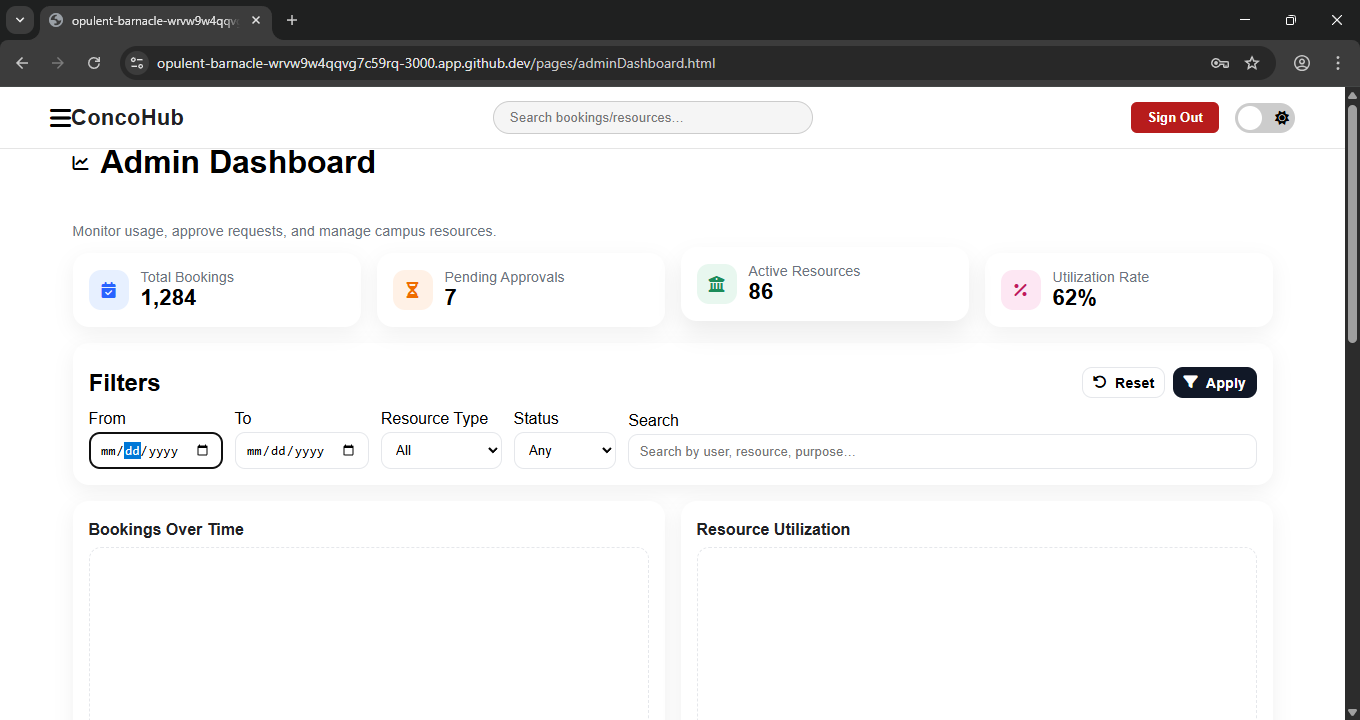 opulent-barnacle-wrvw9w4qqv
opulent-barnacle-wrvw9w4qqvg7c59rq-3000.app.github.dev/pages/adminDashboard.html
ConcoHub
Search bookings/resources…
Sign Out
Admin Dashboard
Monitor usage, approve requests, and manage campus resources.
Total Bookings
1,284
Pending Approvals
7
Active Resources
86
Utilization Rate
62%
Filters
Reset
Apply
From
To
Resource Type
Status
Search
mm/dd/yyyy
mm/dd/yyyy
All
Any
Search by user, resource, purpose…
Bookings Over Time
Resource Utilization